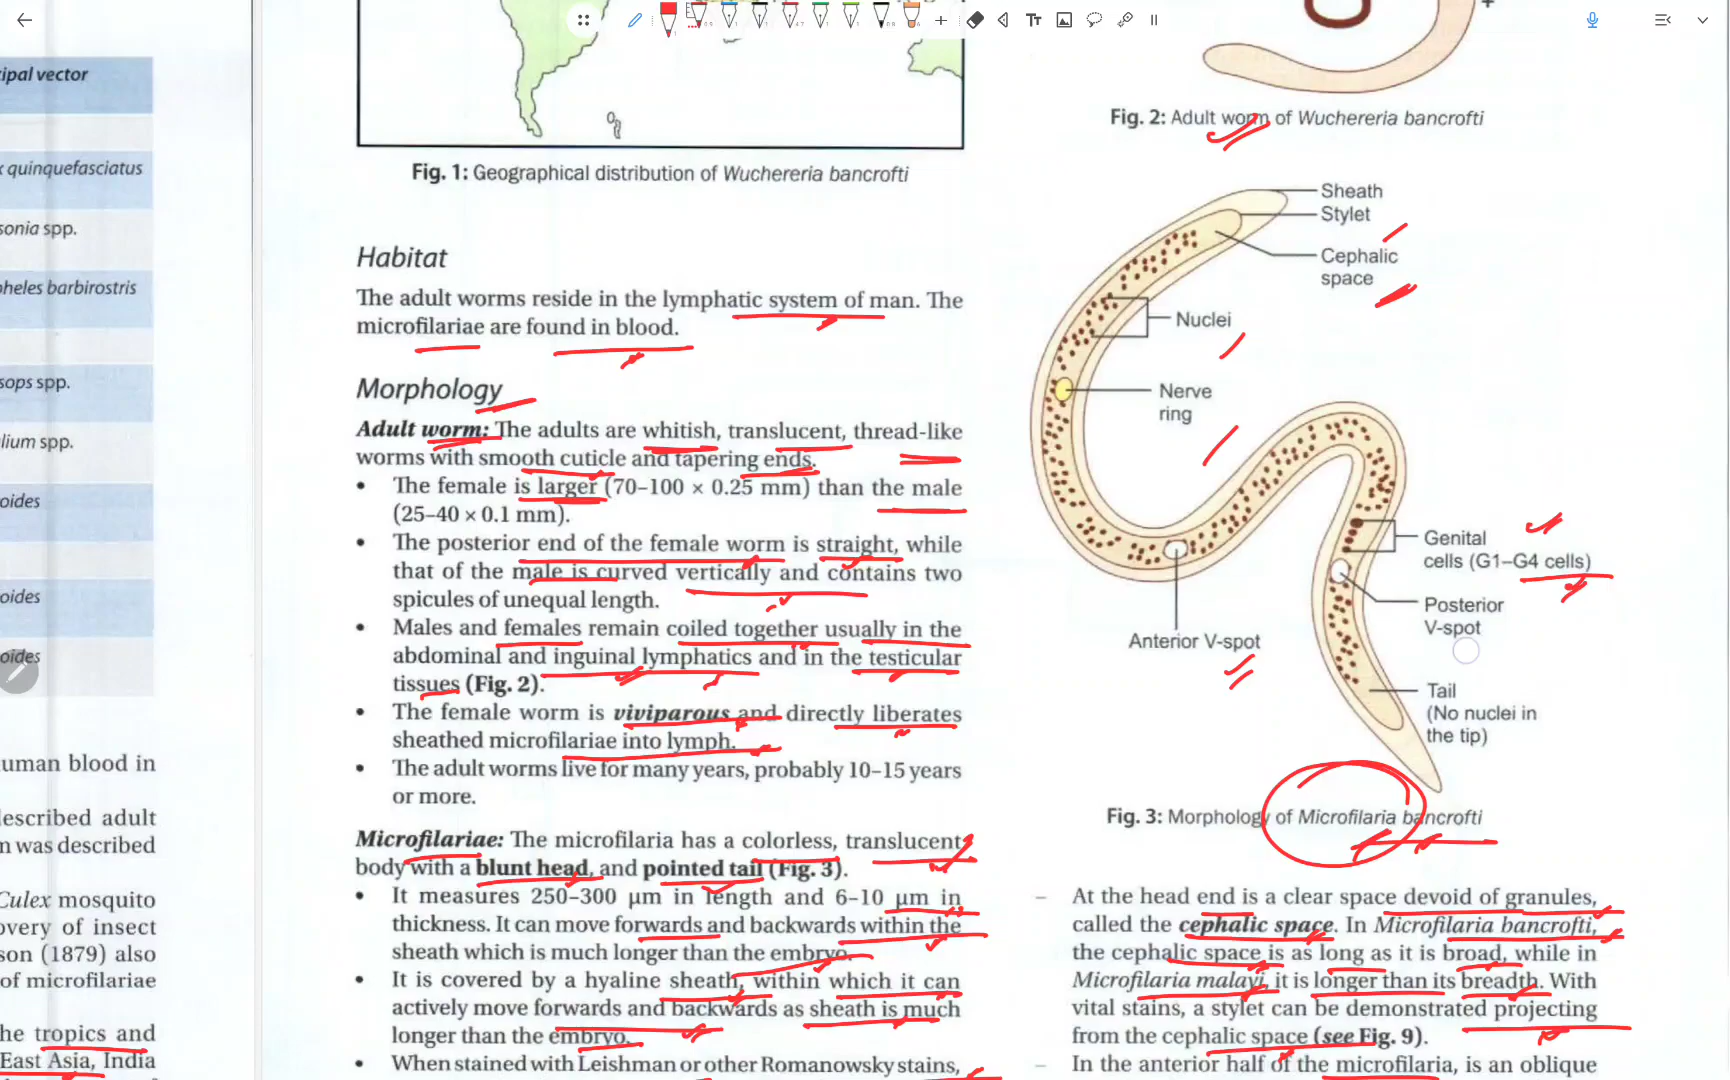 ipal vector
quinquefasciatus
sonia spp.
heles barbirostris
sops spp.
lium spp.
oides
oides
oides
uman blood in
escribed adult
n was described
Culex mosquito
overy of insect
son (1879) also
of microfilariae
he tropics and
East Asia, India
Fig. 1: Geographical distribution of Wuchereria bancrofti
Habitat
The adult worms reside in the lymphatic system of man. The
microfilariae are found in blood.
Morphology
Adult worm: The adults are whitish, translucent, thread-like
worms with smooth cuticle and tapering ends.
• The female is larger (70–100 × 0.25 mm) than the male
(25–40 × 0.1 mm).
• The posterior end of the female worm is straight, while
that of the male is curved vertically and contains two
spicules of unequal length.
• Males and females remain coiled together usually in the
abdominal and inguinal lymphatics and in the testicular
tissues (Fig. 2).
• The female worm is viviparous and directly liberates
sheathed microfilariae into lymph.
• The adult worms live for many years, probably 10–15 years
or more.
Microfilariae: The microfilaria has a colorless, translucent
body with a blunt head, and pointed tail (Fig. 3).
• It measures 250–300 µm in length and 6–10 µm in
thickness. It can move forwards and backwards within the
sheath which is much longer than the embryo.
• It is covered by a hyaline sheath, within which it can
actively move forwards and backwards as sheath is much
longer than the embryo.
• When stained with Leishman or other Romanowsky stains,
Tт
Fig. 2: Adult worm of Wuchereria bancrofti
Sheath
Stylet
Cephalic
space
Nuclei
Nerve
ring
Genital
cells (G1–G4 cells)
Posterior
V-spot
Anterior V-spot
Tail
(No nuclei in
the tip)
Fig. 3: Morphology of Microfilaria bancrofti
– At the head end is a clear space devoid of granules,
called the cephalic space. In Microfilaria bancrofti,
the cephalic space is as long as it is broad, while in
Microfilaria malayi, it is longer than its breadth. With
vital stains, a stylet can be demonstrated projecting
from the cephalic space (see Fig. 9).
– In the anterior half of the microfilaria, is an oblique